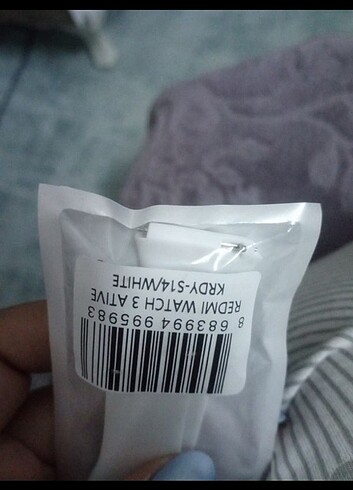 KRDY-S14/WHITE
REDMI WATCH 3 ATIVE
8 683994 995983